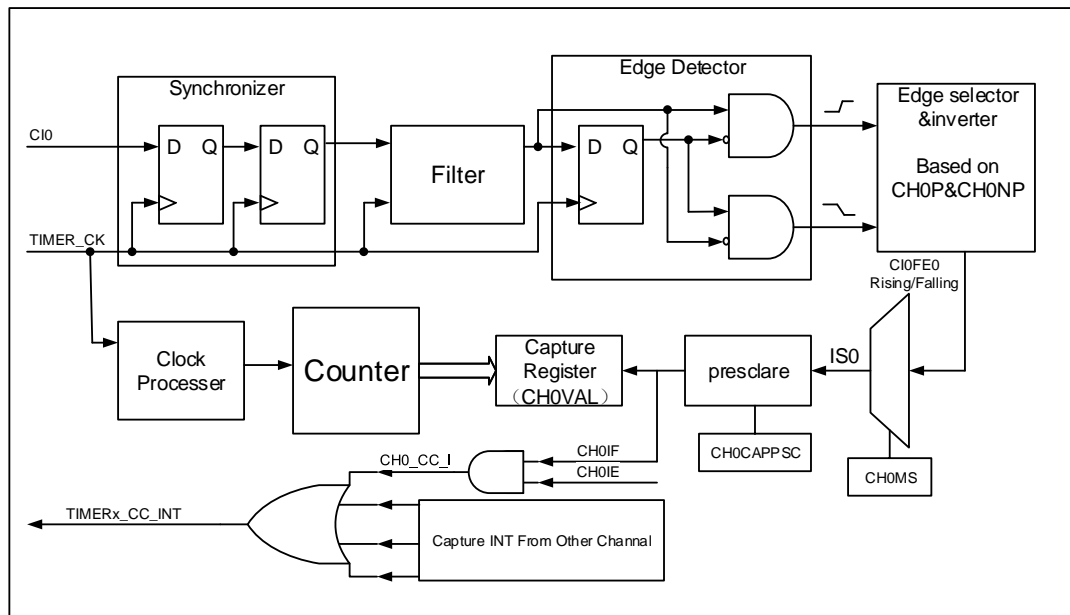 Synchronizer
Edge Detector
Edge selector
&inverter
Based on
CH0P&CH0NP
CI0
D Q
D Q
Filter
D Q
TIMER_CK
CI0FE0
Rising/Falling
Clock
Processer
Counter
Capture
Register
(CH0VAL)
presclare
IS0
CH0CAPPSC
CH0MS
CH0IF
CH0_CC_I
CH0IE
TIMERx_CC_INT
Capture INT From Other Channel